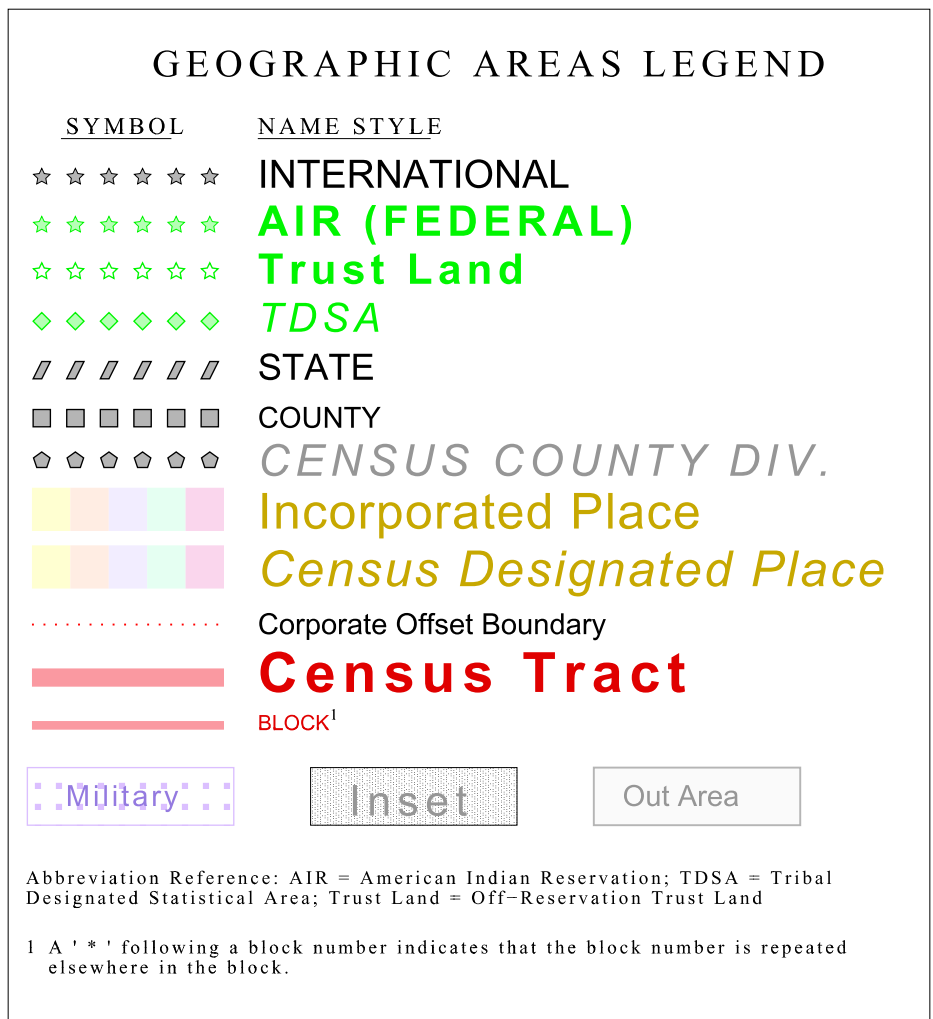 GEOGRAPHIC AREAS LEGEND
SYMBOL NAME STYLE
INTERNATIONAL
AIR (FEDERAL)
Trust Land
TDSA
STATE
COUNTY
CENSUS COUNTY DIV.
Incorporated Place
Census Designated Place
Corporate Offset Boundary
Census Tract
BLOCK¹
Military Inset Out Area
Abbreviation Reference: AIR = American Indian Reservation; TDSA = Tribal
Designated Statistical Area; Trust Land = Off−Reservation Trust Land
1 A ' * ' following a block number indicates that the block number is repeated
elsewhere in the block.